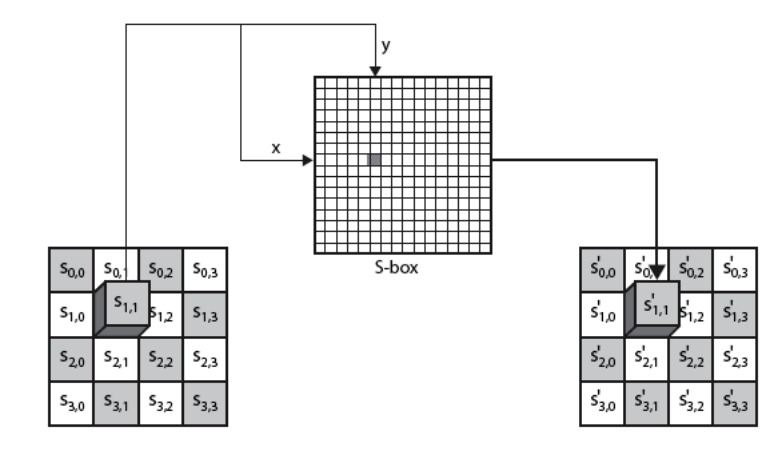 y
x
S-box
s0,0 s0,1 s0,2 s0,3
s1,0 s1,1 s1,2 s1,3
s2,0 s2,1 s2,2 s2,3
s3,0 s3,1 s3,2 s3,3
s'0,0 s'0, s'0,2 s'0,3
s'1,0 s'1,1 s'1,2 s'1,3
s'2,0 s'2,1 s'2,2 s'2,3
s'3,0 s'3,1 s'3,2 s'3,3